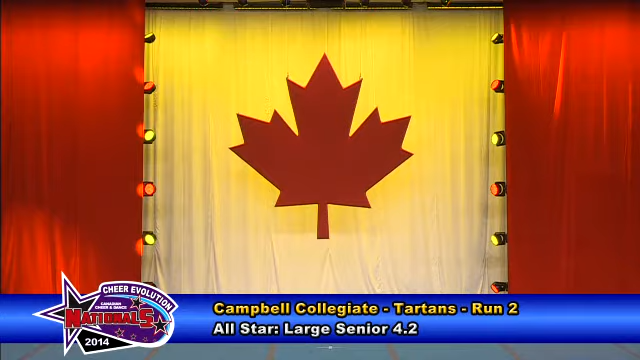 Campbell Collegiate - Tartans - Run 2
All Star: Large Senior 4.2
CHEER EVOLUTION
CANADIAN
CHEER & DANCE
NATIONALS
2014